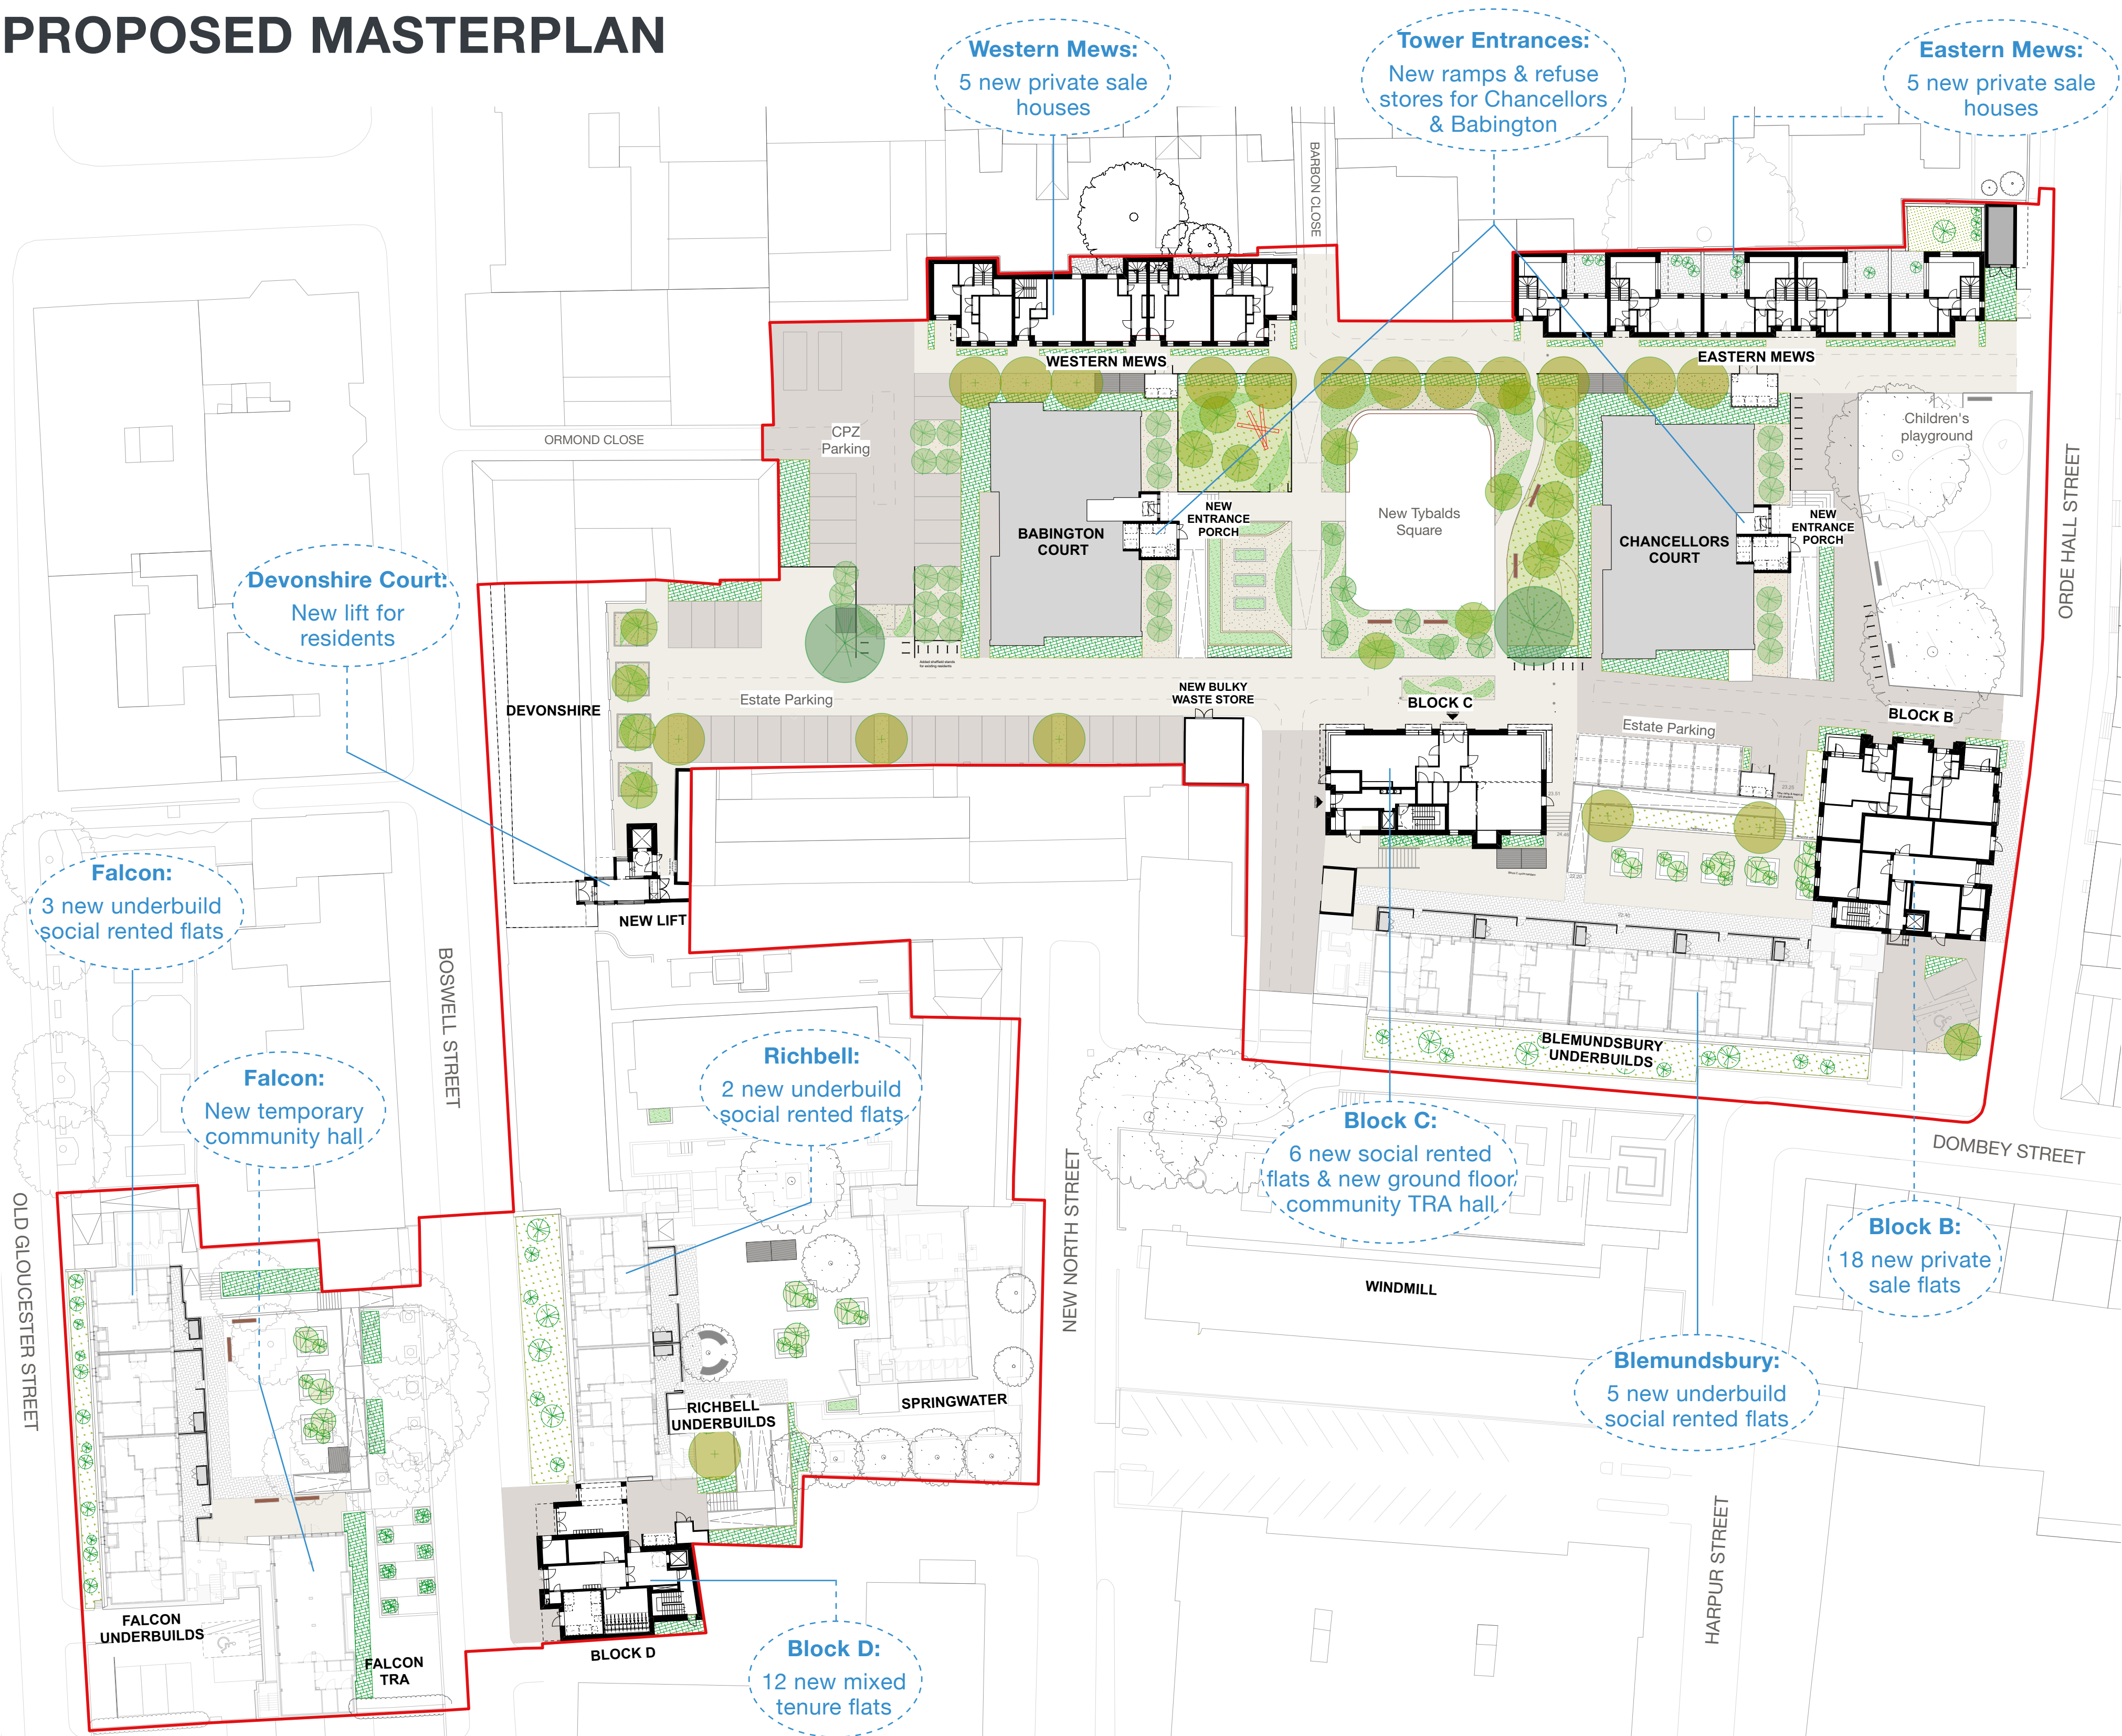 PROPOSED MASTERPLAN
Western Mews:
5 new private sale
houses
Tower Entrances:
New ramps & refuse
stores for Chancellors
& Babington
Eastern Mews:
5 new private sale
houses
BARBON CLOSE
WESTERN MEWS
EASTERN MEWS
ORMOND CLOSE
CPZ
Parking
Children's
playground
ORDE HALL STREET
BABINGTON
COURT
NEW
ENTRANCE
PORCH
New Tybalds
Square
CHANCELLORS
COURT
NEW
ENTRANCE
PORCH
Devonshire Court:
New lift for
residents
Added sheffield stands
for existing residents
DEVONSHIRE
Estate Parking
NEW BULKY
WASTE STORE
BLOCK C
Estate Parking
BLOCK B
NEW LIFT
Falcon:
3 new underbuild
social rented flats
BOSWELL STREET
Falcon:
New temporary
community hall
Richbell:
2 new underbuild
social rented flats
BLEMUNDSBURY
UNDERBUILDS
Block C:
6 new social rented
flats & new ground floor
community TRA hall
DOMBEY STREET
Block B:
18 new private
sale flats
OLD GLOUCESTER STREET
NEW NORTH STREET
WINDMILL
Blemundsbury:
5 new underbuild
social rented flats
RICHBELL
UNDERBUILDS
SPRINGWATER
HARPUR STREET
FALCON
UNDERBUILDS
FALCON
TRA
BLOCK D
Block D:
12 new mixed
tenure flats